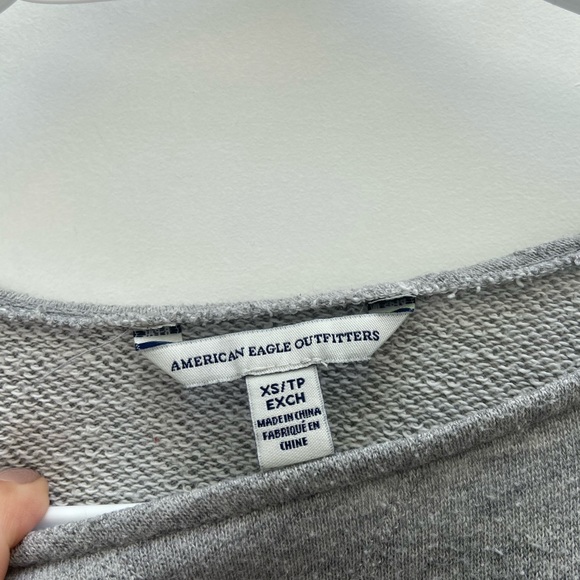 AMERICAN EAGLE OUTFITTERS
XS/TP
EXCH
MADE IN CHINA
FABRIQUÉ EN
CHINE